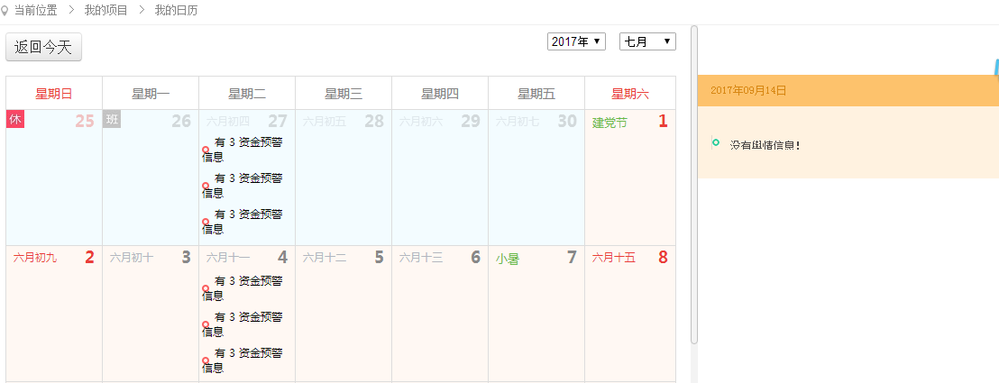 当前位置 > 我的项目 > 我的日历
返回今天
2017年 七月
星期日 星期一 星期二 星期三 星期四 星期五 星期六
休 25 班 26 六月初四 27 六月初五 28 六月初六 29 六月初七 30 建党节 1
有 3 资金预警
信息
有 3 资金预警
信息
有 3 资金预警
信息
六月初九 2 六月初十 3 六月十一 4 六月十二 5 六月十三 6 小暑 7 六月十五 8
有 3 资金预警
信息
有 3 资金预警
信息
有 3 资金预警
信息
2017年09月14日
没有舆情信息！